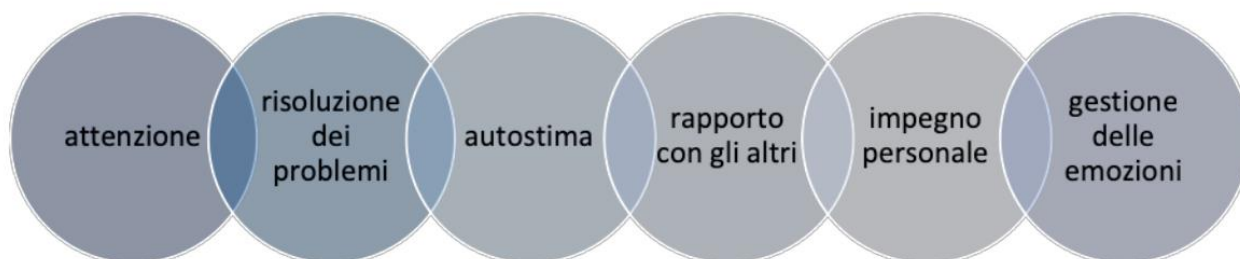 attenzione
risoluzione
dei
problemi
autostima
rapporto
con gli altri
impegno
personale
gestione
delle
emozioni